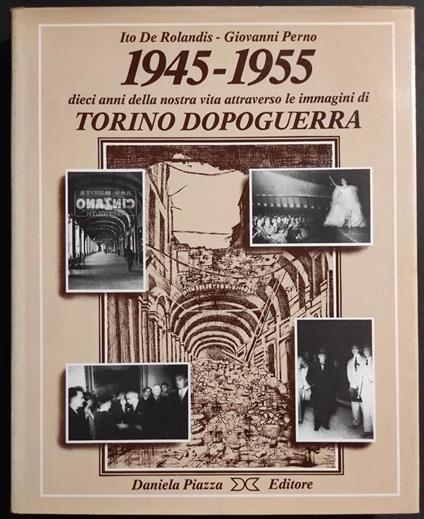 Ito De Rolandis - Giovanni Perno
1945-1955
dieci anni della nostra vita attraverso le immagini di
TORINO DOPOGUERRA
CINZANO
Daniela Piazza Editore